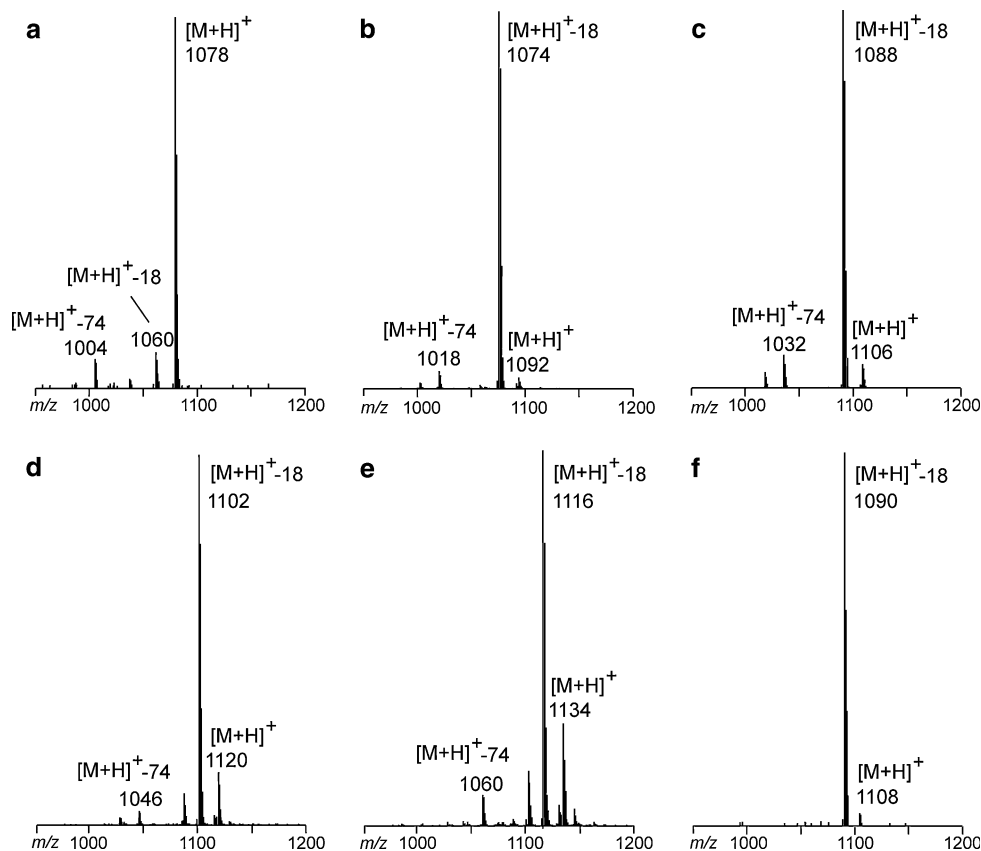 a
[M+H]+
1078
[M+H]+-18
1060
[M+H]+-74
1004
m/z 1000 1100 1200
b
[M+H]+-18
1074
[M+H]+-74
1018
[M+H]+
1092
m/z 1000 1100 1200
c
[M+H]+-18
1088
[M+H]+-74
1032
[M+H]+
1106
m/z 1000 1100 1200
d
[M+H]+-18
1102
[M+H]+
1120
[M+H]+-74
1046
m/z 1000 1100 1200
e
[M+H]+-18
1116
[M+H]+
1134
[M+H]+-74
1060
m/z 1000 1100 1200
f
[M+H]+-18
1090
[M+H]+
1108
m/z 1000 1100 1200